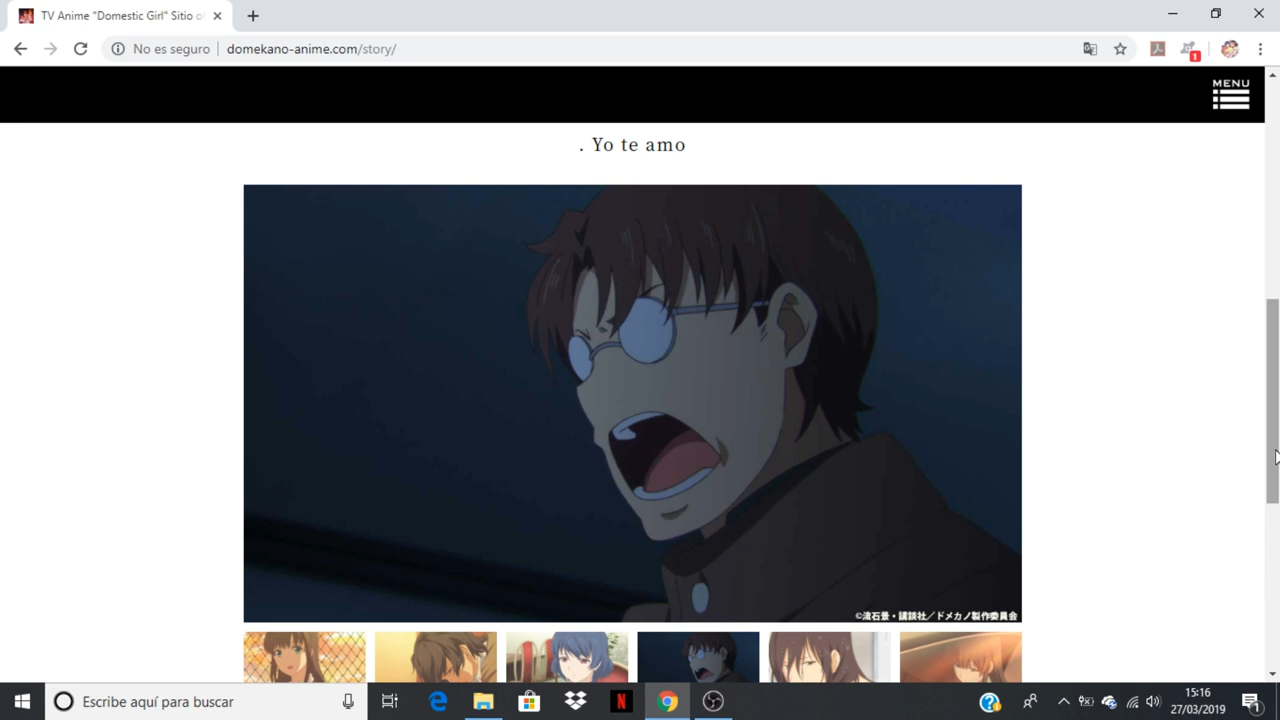 TV Anime "Domestic Girl" Sitio o
No es seguro
domekano-anime.com/story/
1
MENU
. Yo te amo
©流石景・講談社／ドメカノ製作委員会
Escribe aquí para buscar
15:16
27/03/2019
1